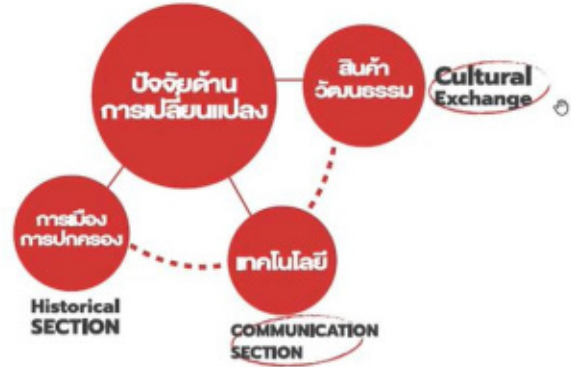 ปัจจัยด้าน
การเปลี่ยนแปลง
สินค้า
วัฒนธรรม
Cultural
Exchange
การเมือง
การปกครอง
Historical
SECTION
เทคโนโลยี
COMMUNICATION
SECTION